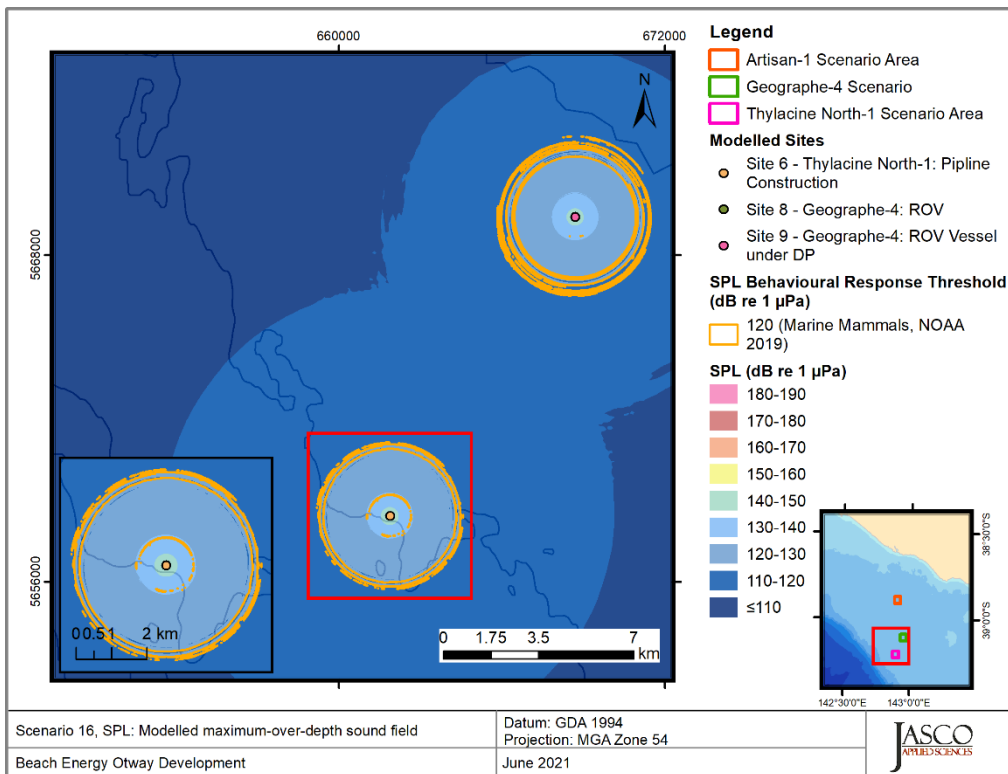 660000
672000
5668000
5656000
N
00.51 2 km
0 1.75 3.5 7
km
Legend
Artisan-1 Scenario Area
Geographe-4 Scenario
Thylacine North-1 Scenario Area
Modelled Sites
Site 6 - Thylacine North-1: Pipline
Construction
Site 8 - Geographe-4: ROV
Site 9 - Geographe-4: ROV Vessel
under DP
SPL Behavioural Response Threshold
(dB re 1 µPa)
120 (Marine Mammals, NOAA
2019)
SPL (dB re 1 µPa)
180-190
170-180
160-170
150-160
140-150
130-140
120-130
110-120
≤110
38°30'0"S
39°0'0"S
142°30'0"E
143°0'0"E
Scenario 16, SPL: Modelled maximum-over-depth sound field
Beach Energy Otway Development
Datum: GDA 1994
Projection: MGA Zone 54
June 2021
JASCO
APPLIED SCIENCES